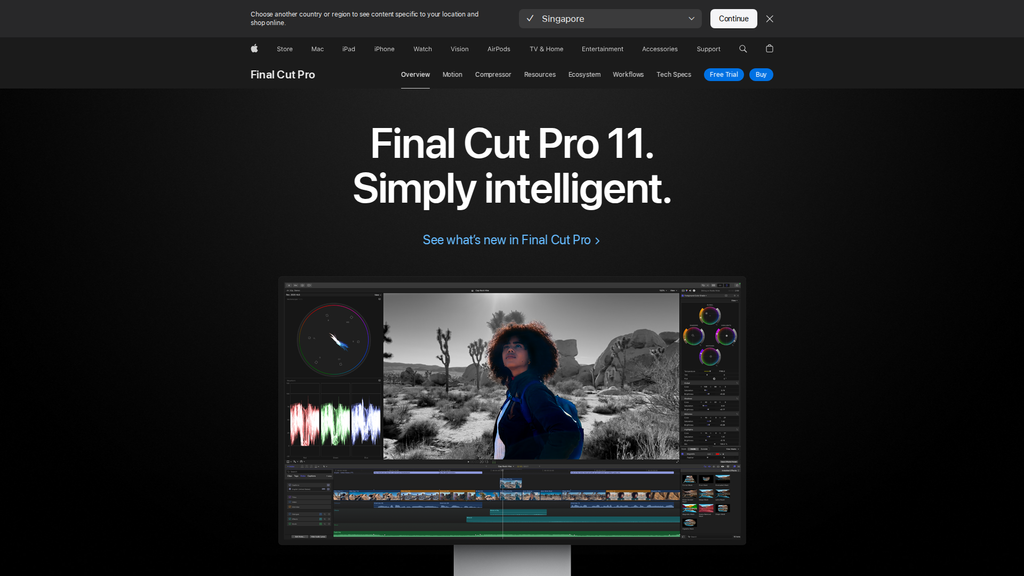 Choose another country or region to see content specific to your location and
shop online.
Singapore
Continue
Store
Mac
iPad
iPhone
Watch
Vision
AirPods
TV & Home
Entertainment
Accessories
Support
Final Cut Pro
Overview
Motion
Compressor
Resources
Ecosystem
Workflows
Tech Specs
Free Trial
Buy
Final Cut Pro 11.
Simply intelligent.
See what's new in Final Cut Pro